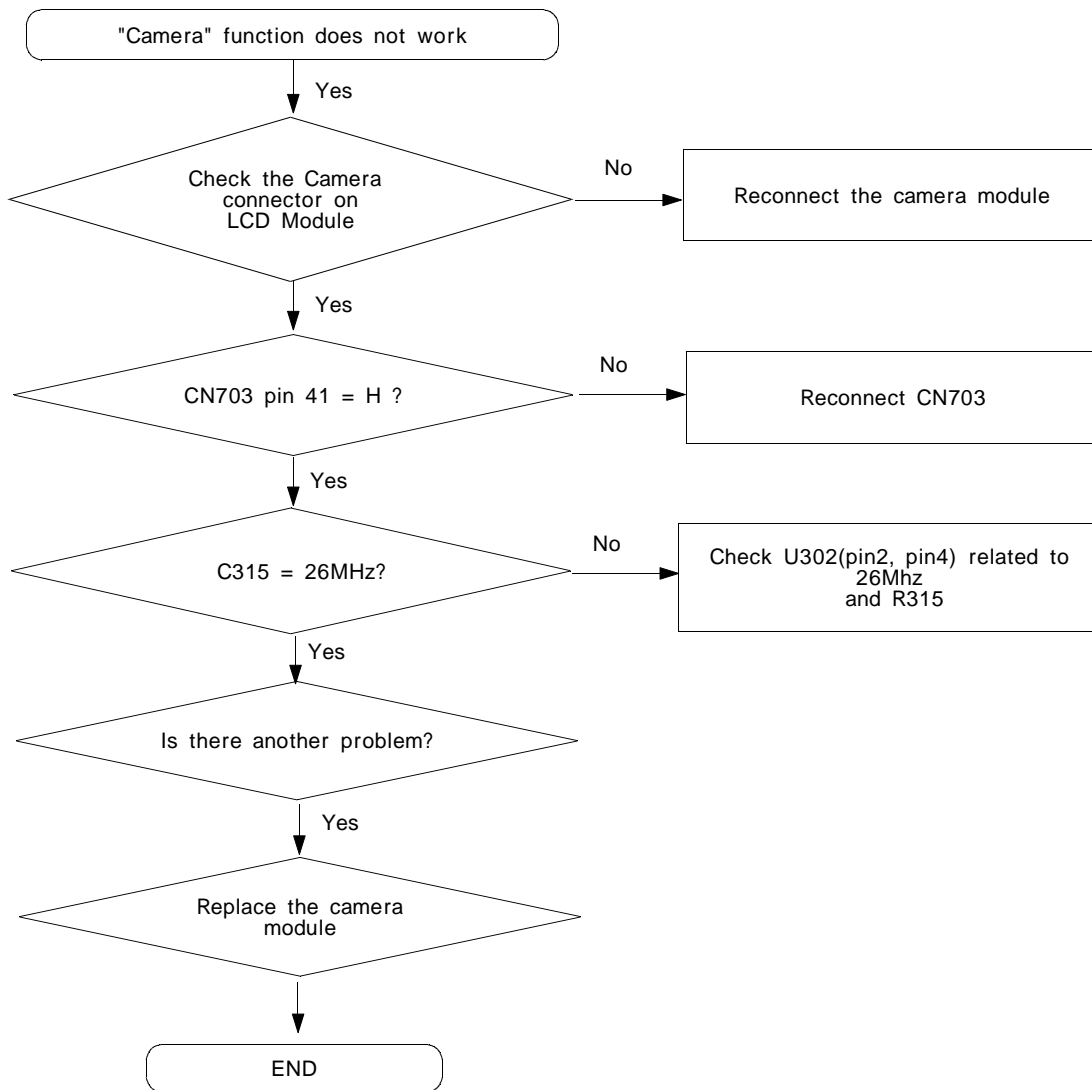 "Camera" function does not work
Yes
Check the Camera
connector on
LCD Module
No
Reconnect the camera module
Yes
CN703 pin 41 = H ?
No
Reconnect CN703
Yes
C315 = 26MHz?
No
Check U302(pin2, pin4) related to
26Mhz
and R315
Yes
Is there another problem?
Yes
Replace the camera
module
END